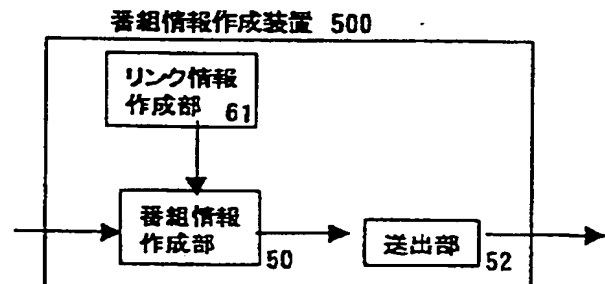 番組情報作成装置 500
リンク情報
作成部 61
番組情報
作成部 50
送出部 52